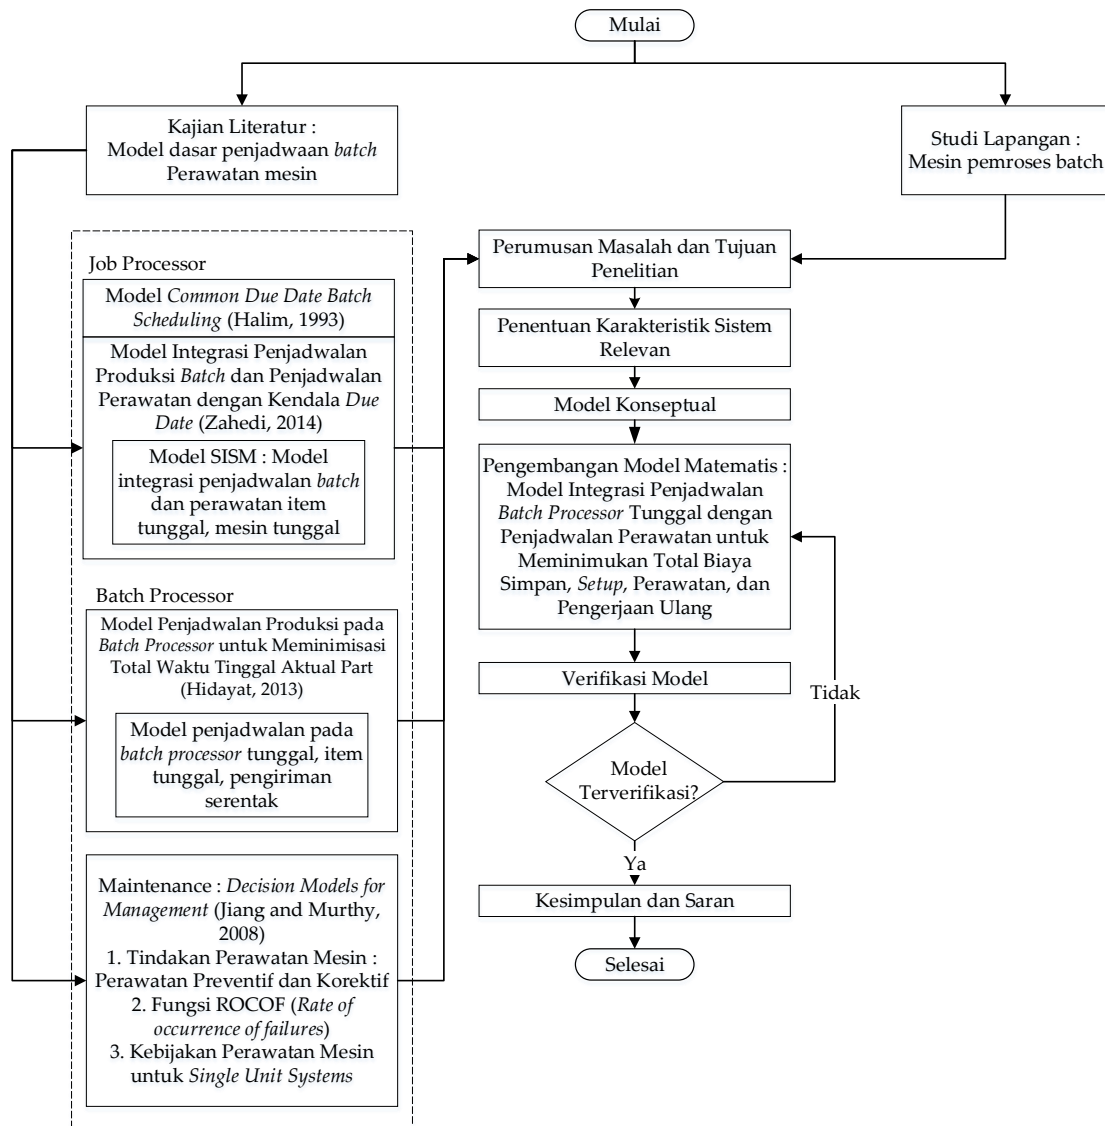 Mulai
Kajian Literatur :
Model dasar penjadwaan batch
Perawatan mesin
Studi Lapangan :
Mesin pemroses batch
Job Processor
Model Common Due Date Batch
Scheduling (Halim, 1993)
Model Integrasi Penjadwalan
Produksi Batch dan Penjadwalan
Perawatan dengan Kendala Due
Date (Zahedi, 2014)
Model SISM : Model
integrasi penjadwalan batch
dan perawatan item
tunggal, mesin tunggal
Batch Processor
Model Penjadwalan Produksi pada
Batch Processor untuk Meminimisasi
Total Waktu Tinggal Aktual Part
(Hidayat, 2013)
Model penjadwalan pada
batch processor tunggal, item
tunggal, pengiriman
serentak
Maintenance : Decision Models for
Management (Jiang and Murthy,
2008)
1. Tindakan Perawatan Mesin :
Perawatan Preventif dan Korektif
2. Fungsi ROCOF (Rate of
occurrence of failures)
3. Kebijakan Perawatan Mesin
untuk Single Unit Systems
Perumusan Masalah dan Tujuan
Penelitian
Penentuan Karakteristik Sistem
Relevan
Model Konseptual
Pengembangan Model Matematis :
Model Integrasi Penjadwalan
Batch Processor Tunggal dengan
Penjadwalan Perawatan untuk
Meminimukan Total Biaya
Simpan, Setup, Perawatan, dan
Pengerjaan Ulang
Verifikasi Model
Tidak
Model
Terverifikasi?
Ya
Kesimpulan dan Saran
Selesai